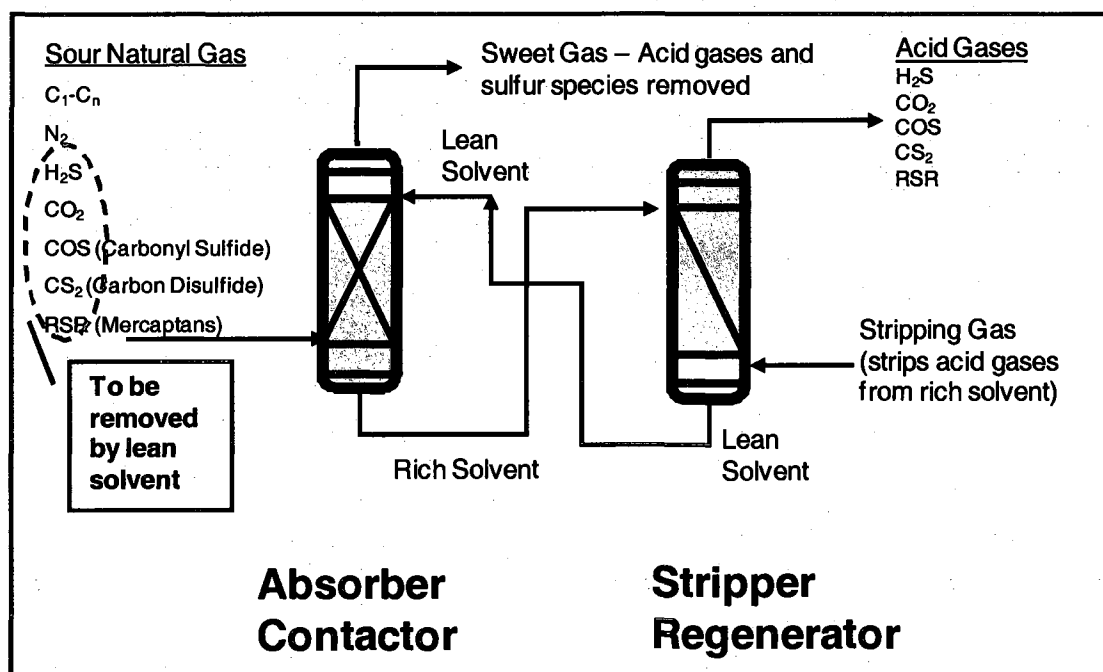 Sour Natural Gas
C₁-Cₙ
N₂
H₂S
CO₂
COS (Carbonyl Sulfide)
CS₂ (Carbon Disulfide)
RSR (Mercaptans)
To be
removed
by lean
solvent
Sweet Gas – Acid gases and
sulfur species removed
Lean
Solvent
Rich Solvent
Acid Gases
H₂S
CO₂
COS
CS₂
RSR
Stripping Gas
(strips acid gases
from rich solvent)
Lean
Solvent
Absorber
Contactor
Stripper
Regenerator